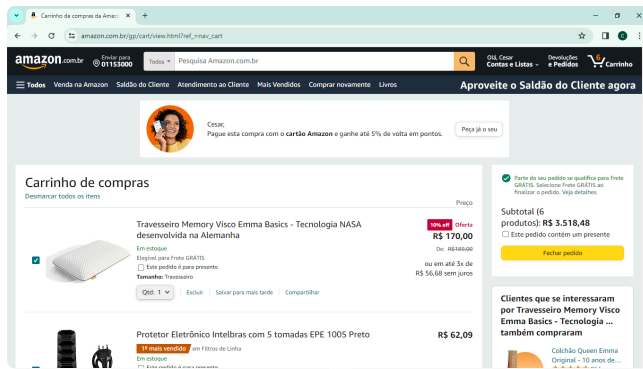 Carrinho de compras da Amazo
amazon.com.br/gp/cart/view.html?ref_=nav_cart
amazon.com.br
Enviar para
01153000
Todos
Pesquisa Amazon.com.br
Olá, Cesar
Contas e Listas
Devoluções
e Pedidos
6
Carrinho
Todos
Venda na Amazon
Saldão do Cliente
Atendimento ao Cliente
Mais Vendidos
Comprar novamente
Livros
Aproveite o Saldão do Cliente agora
Cesar,
Pague esta compra com o cartão Amazon e ganhe até 5% de volta em pontos.
Peça já o seu
Carrinho de compras
Desmarcar todos os itens
Preço
Travesseiro Memory Visco Emma Basics - Tecnologia NASA
desenvolvida na Alemanha
Em estoque
Elegível para Frete GRÁTIS
Este pedido é para presente
Tamanho: Travesseiro
Qtd: 1
Excluir
Salvar para mais tarde
Compartilhar
10% off Oferta
R$ 170,00
De: R$189,00
ou em até 3x de
R$ 56,68 sem juros
Protetor Eletrônico Intelbras com 5 tomadas EPE 1005 Preto
R$ 62,09
1º mais vendido em Filtros de Linha
Em estoque
Este pedido é para presente
Parte do seu pedido se qualifica para Frete
GRÁTIS. Selecione Frete GRÁTIS ao
finalizar o pedido. Veja detalhes.
Subtotal (6
produtos): R$ 3.518,48
Este pedido contém um presente
Fechar pedido
Clientes que se interessaram
por Travesseiro Memory Visco
Emma Basics - Tecnologia ...
também compraram
Colchão Queen Emma
Original - 10 anos de...